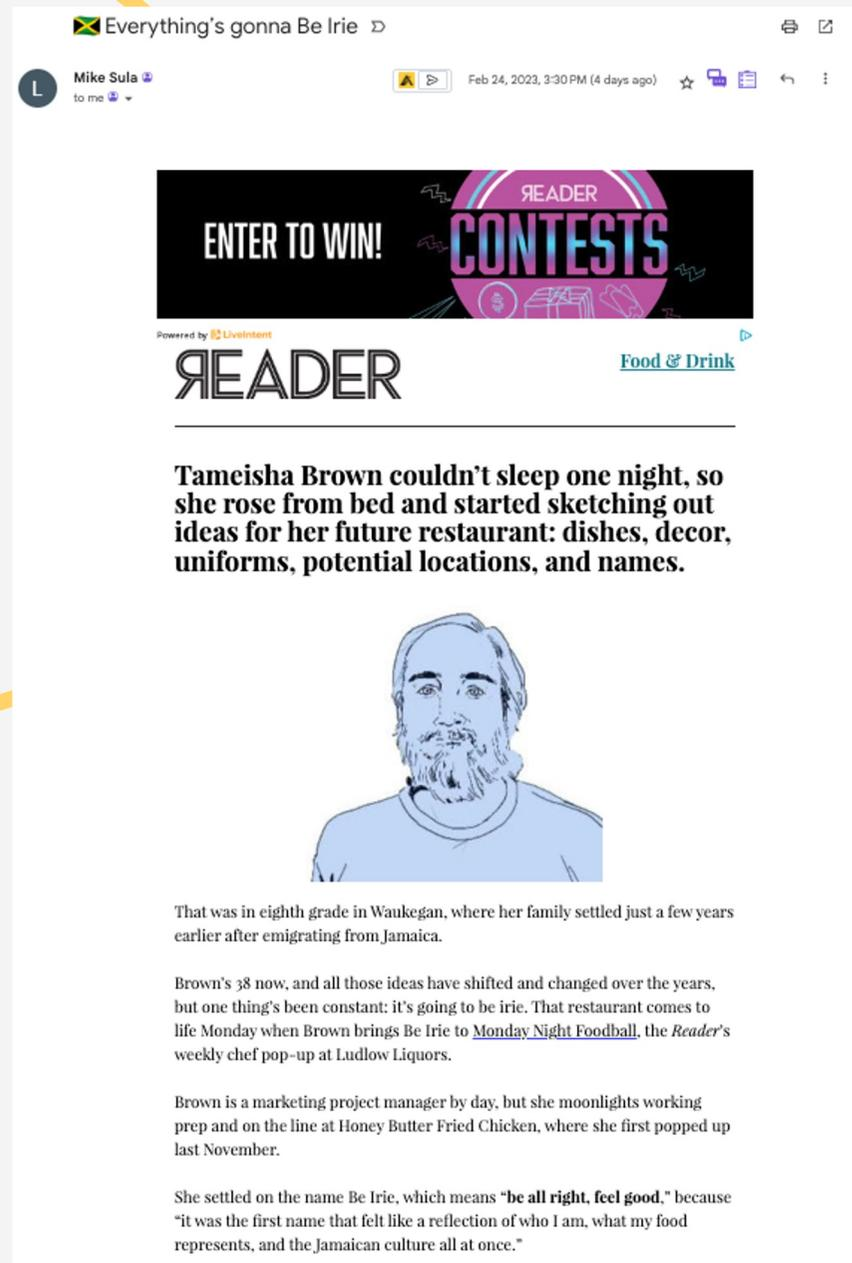 🇯🇲 Everything's gonna Be Irie
L
Mike Sula
to me
Feb 24, 2023, 3:30 PM (4 days ago)
ENTER TO WIN!
READER
CONTESTS
$
Powered by LiveIntent
READER
Food & Drink
Tameisha Brown couldn't sleep one night, so
she rose from bed and started sketching out
ideas for her future restaurant: dishes, decor,
uniforms, potential locations, and names.
That was in eighth grade in Waukegan, where her family settled just a few years
earlier after emigrating from Jamaica.
Brown's 38 now, and all those ideas have shifted and changed over the years,
but one thing's been constant: it's going to be irie. That restaurant comes to
life Monday when Brown brings Be Irie to Monday Night Foodball, the Reader's
weekly chef pop-up at Ludlow Liquors.
Brown is a marketing project manager by day, but she moonlights working
prep and on the line at Honey Butter Fried Chicken, where she first popped up
last November.
She settled on the name Be Irie, which means "be all right, feel good," because
"it was the first name that felt like a reflection of who I am, what my food
represents, and the Jamaican culture all at once."